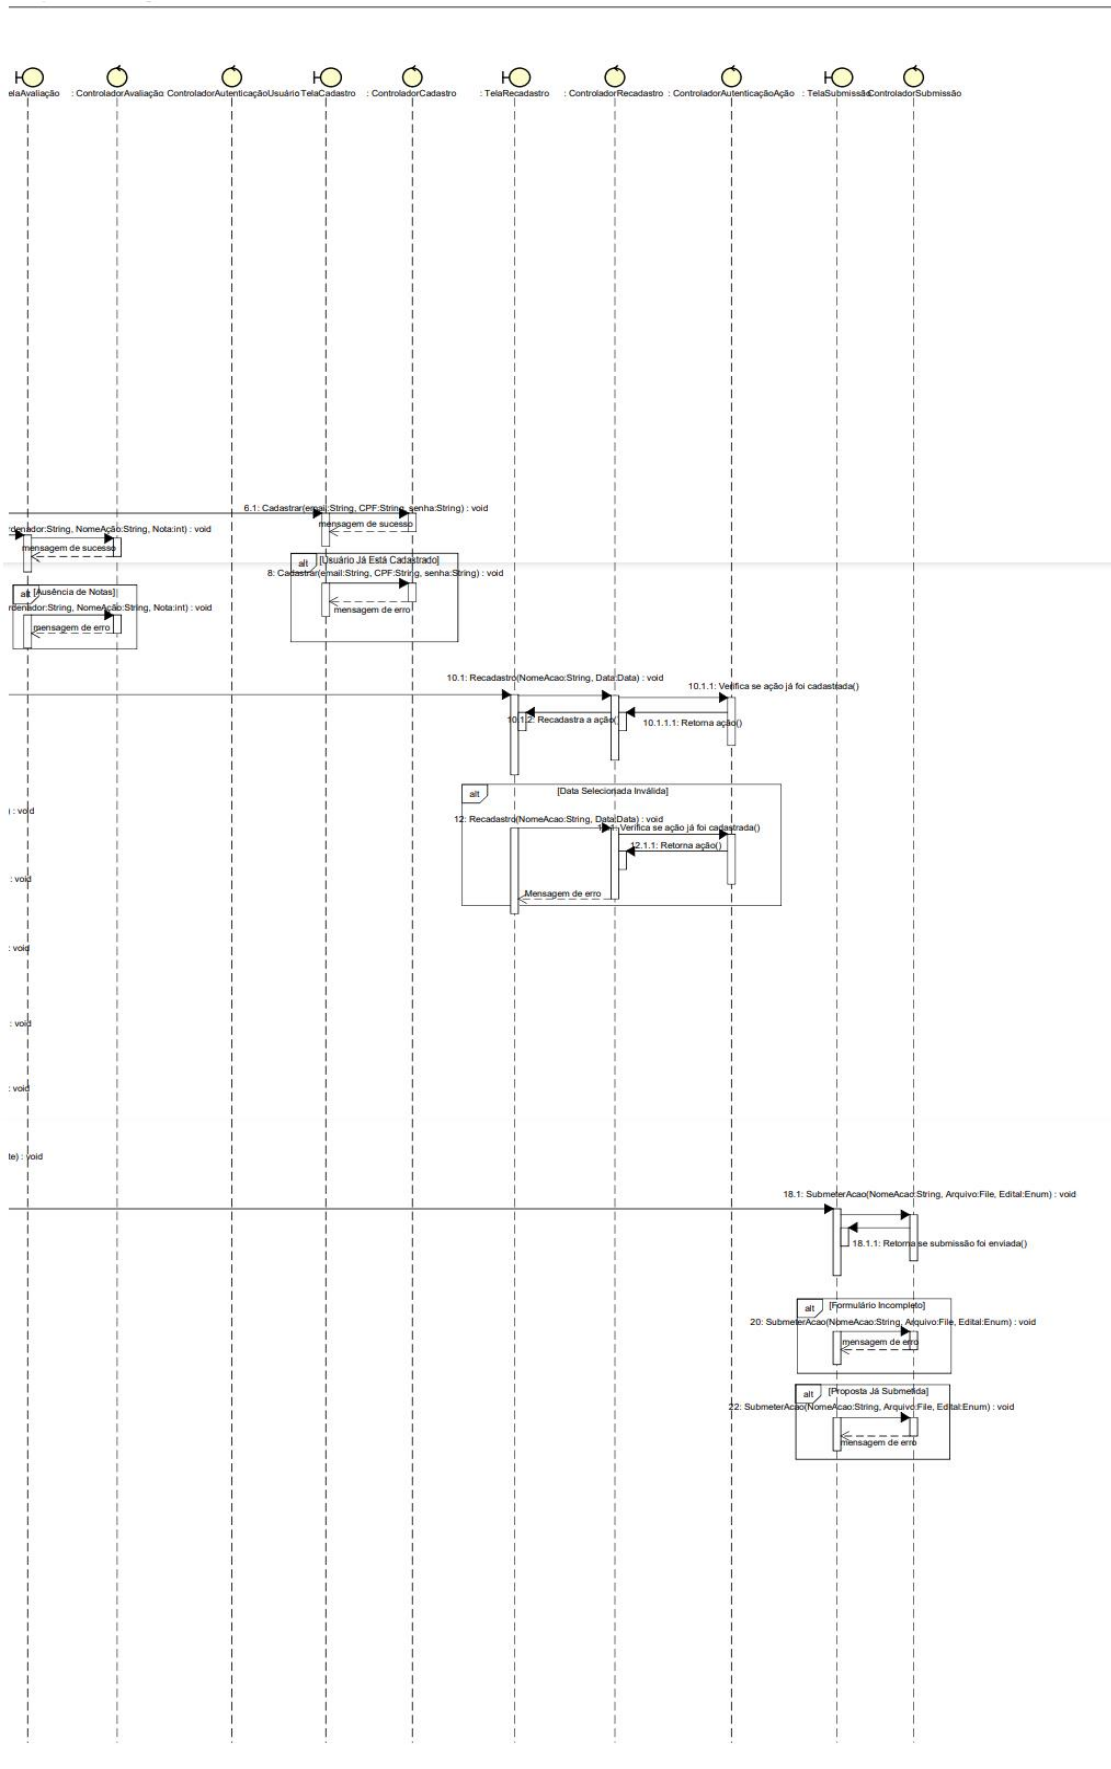 elaAvaliação
: ControladorAvaliação
ControladorAutenticaçãoUsuário
TelaCadastro
: ControladorCadastro
: TelaRecadastro
: ControladorRecadastro
: ControladorAutenticaçãoAção
: TelaSubmissão
ControladorSubmissão
6.1: Cadastrar(email:String, CPF:String, senha:String) : void
mensagem de sucesso
rdenador:String, NomeAção:String, Nota:int) : void
mensagem de sucesso
alt [Usuário Já Está Cadastrado]
8: Cadastrar(email:String, CPF:String, senha:String) : void
mensagem de erro
alt [Ausência de Notas]
rdenador:String, NomeAção:String, Nota:int) : void
mensagem de erro
10.1: Recadastro(NomeAcao:String, Data:Data) : void
10.1.1: Verifica se ação já foi cadastrada()
10.1.2: Recadastra a ação()
10.1.1.1: Retorna ação()
alt [Data Selecionada Inválida]
) : void
12: Recadastro(NomeAcao:String, Data:Data) : void
Verifica se ação já foi cadastrada()
12.1.1: Retorna ação()
: void
Mensagem de erro
: void
: void
: void
te) : void
18.1: SubmeterAcao(NomeAcao:String, Arquivo:File, Edital:Enum) : void
18.1.1: Retorna se submissão foi enviada()
alt [Formulário Incompleto]
20: SubmeterAcao(NomeAcao:String, Arquivo:File, Edital:Enum) : void
mensagem de erro
alt [Proposta Já Submetida]
22: SubmeterAcao(NomeAcao:String, Arquivo:File, Edital:Enum) : void
mensagem de erro